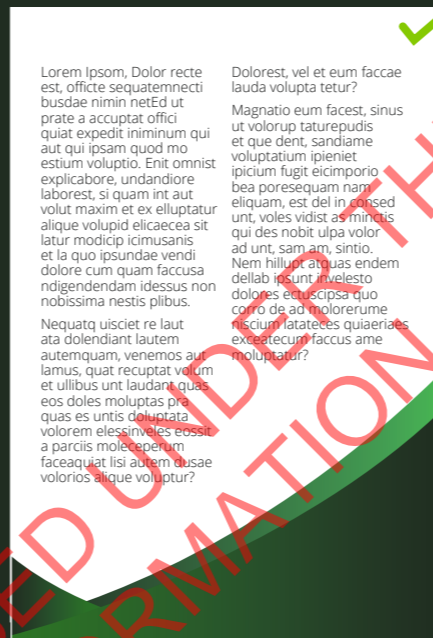 Lorem Ipsum, Dolor recte
est, officte sequatemnecti
busdae nimin netEd ut
prate a accuptat offici
quiat expedit iniminum qui
aut qui ipsam quod mo
estium voluptio. Enit omnist
explicabore, undandiore
laborest, si quam int aut
volut maxim et ex elluptatur
alique volupid elicaecea sit
latur modicip icimusanis
et la quo ipsundae vendi
dolore cum quam faccusa
ndigendendam idessus non
nobissima nestis plibus.
Nequatq uisciet re laut
ata dolendiant lautem
autemquam, venemos aut
lamus, quat recuptat volum
et ullibus unt laudant quas
eos doles moluptas pra
quas es untis doluptata
volorem elessinveles eossit
a parciis moleceperum
faceaquiat lisi autem dusae
volorios alique voluptur?
Dolorest, vel et eum faccae
lauda volupta tetur?
Magnatio eum facest, sinus
ut volorup taturepudis
et que dent, sandiame
voluptatium ipieniet
ipicium fugit eicimporio
bea poresequam nam
eliquam, est del in consed
unt, voles vidist as minctis
qui des nobit ulpa volor
ad unt, sam am, sintio.
Nem hillupt atquas endem
dellab ipsunt invelesto
dolores ectuscipsa quo
corro de ad molorerume
niscium latateces quiaeriaes
exceatecum faccus ame
moluptatur?
ED UNDER TH
RMATION